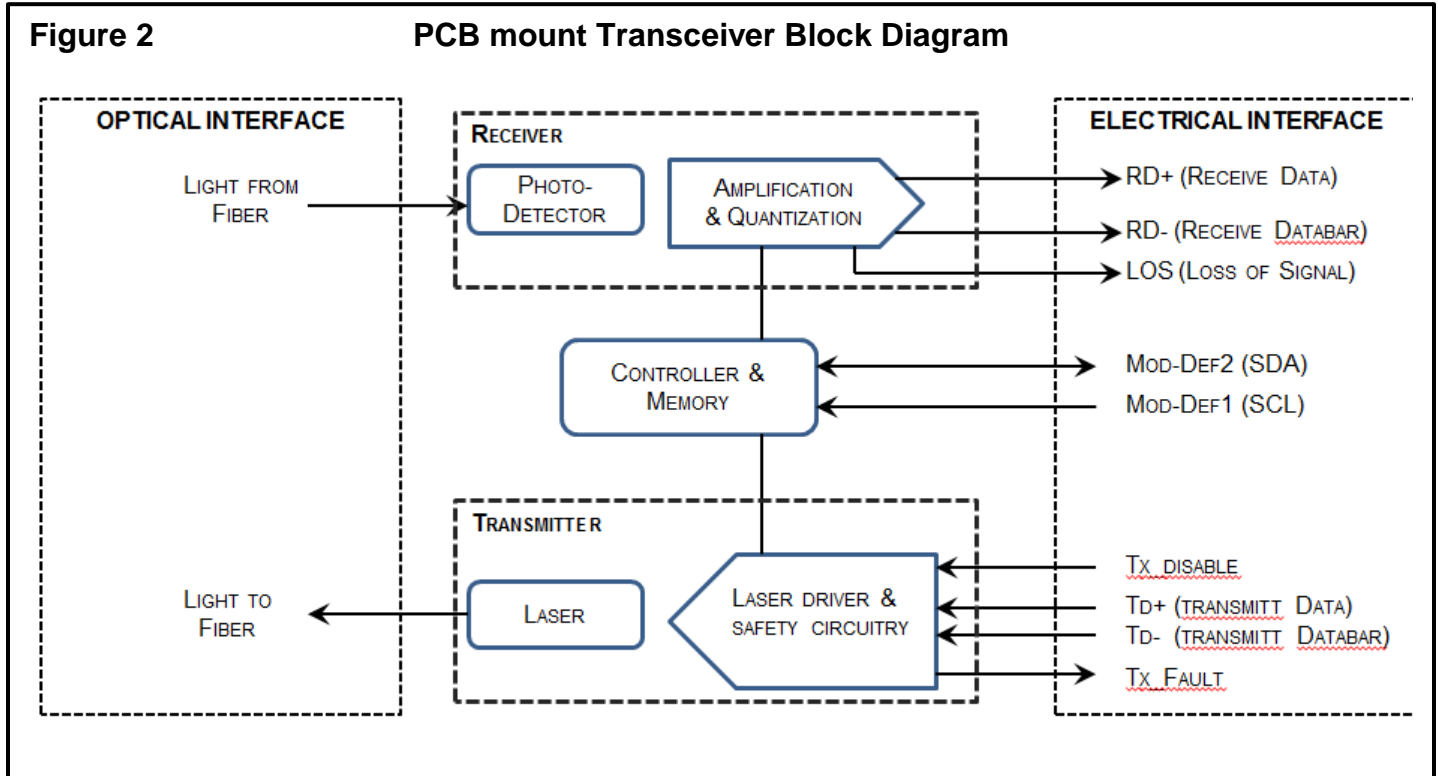 Figure 2 PCB mount Transceiver Block Diagram
OPTICAL INTERFACE
LIGHT FROM
FIBER
LIGHT TO
FIBER
RECEIVER
PHOTO-
DETECTOR
AMPLIFICATION
& QUANTIZATION
CONTROLLER &
MEMORY
TRANSMITTER
LASER
LASER DRIVER &
SAFETY CIRCUITRY
ELECTRICAL INTERFACE
RD+ (RECEIVE DATA)
RD- (RECEIVE DATABAR)
LOS (LOSS OF SIGNAL)
MOD-DEF2 (SDA)
MOD-DEF1 (SCL)
TX_DISABLE
TD+ (TRANSMITT DATA)
TD- (TRANSMITT DATABAR)
TX_FAULT